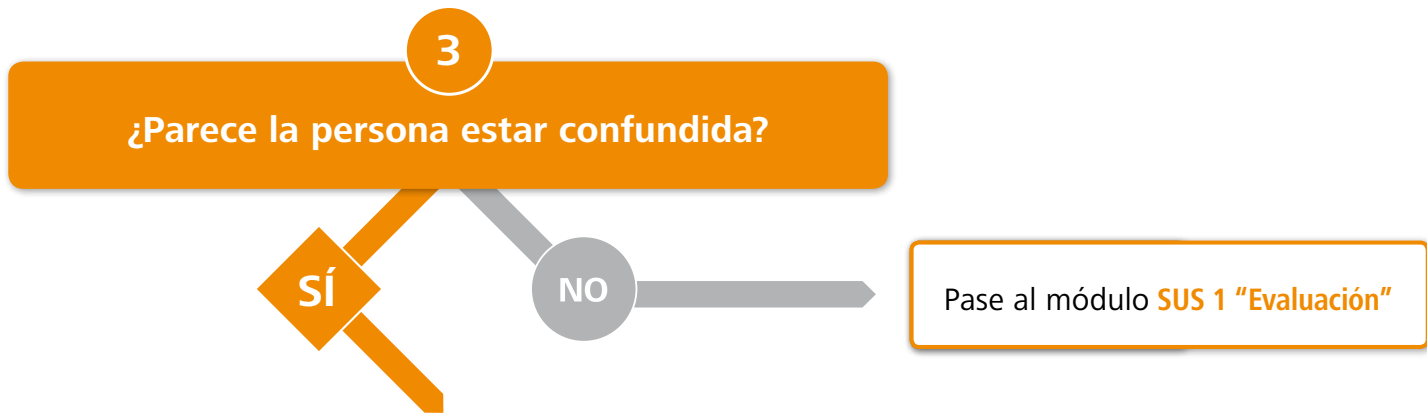 3
¿Parece la persona estar confundida?
SÍ
NO
Pase al módulo SUS 1 “Evaluación”